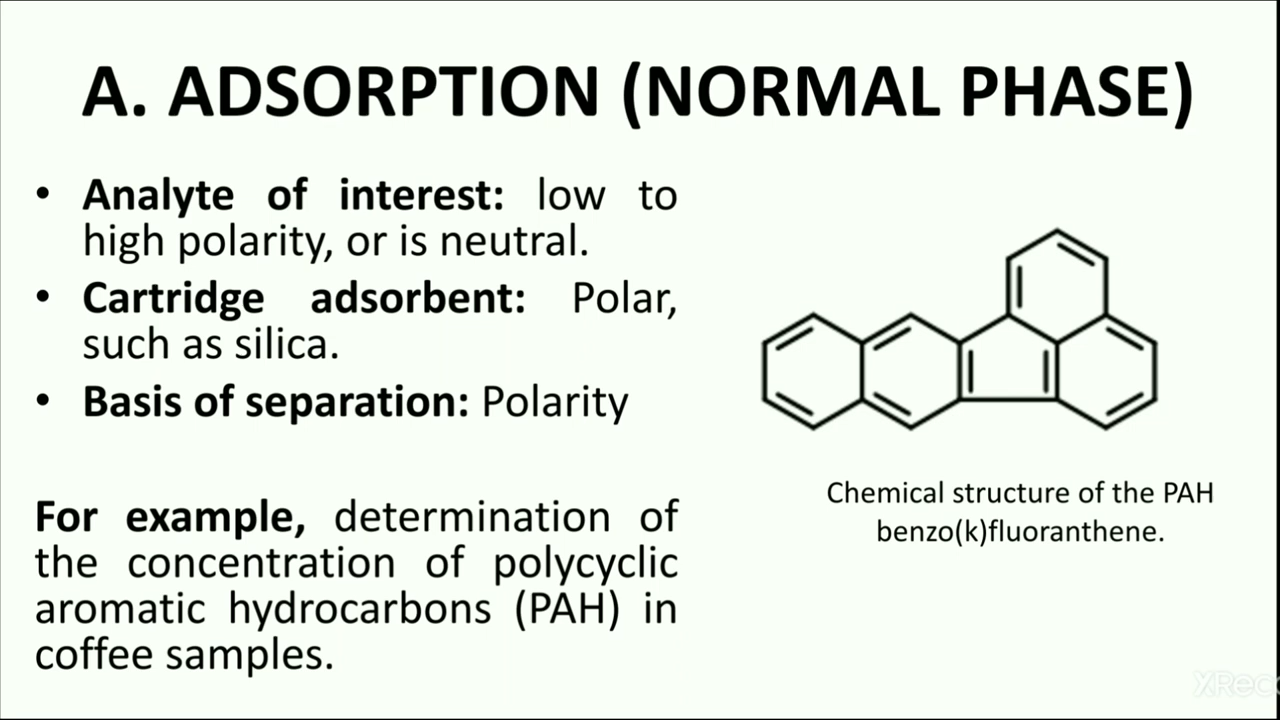 A. ADSORPTION (NORMAL PHASE)
• Analyte of interest: low to
high polarity, or is neutral.
• Cartridge adsorbent: Polar,
such as silica.
• Basis of separation: Polarity
For example, determination of
the concentration of polycyclic
aromatic hydrocarbons (PAH) in
coffee samples.
Chemical structure of the PAH
benzo(k)fluoranthene.